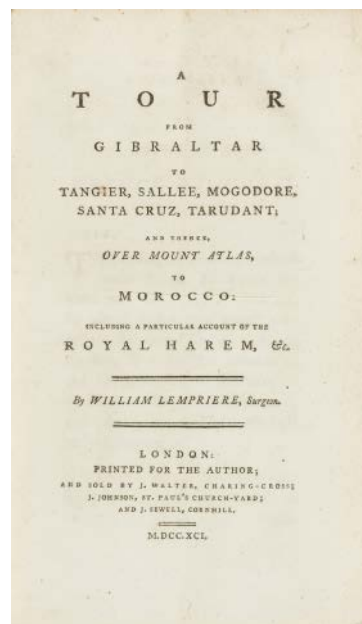 A
TOUR
FROM
GIBRALTAR
TO
TANGIER, SALLEE, MOGODORE,
SANTA CRUZ, TARUDANT;
AND THENCE,
OVER MOUNT ATLAS,
TO
MOROCCO:
INCLUDING A PARTICULAR ACCOUNT OF THE
ROYAL HAREM, &c.
By WILLIAM LEMPRIERE, Surgeon.
LONDON:
PRINTED FOR THE AUTHOR;
AND SOLD BY J. WALTER, CHARING-CROSS;
J. JOHNSON, ST. PAUL'S CHURCH-YARD;
AND J. SEWELL, CORNHILL.
M.DCC.XCI.